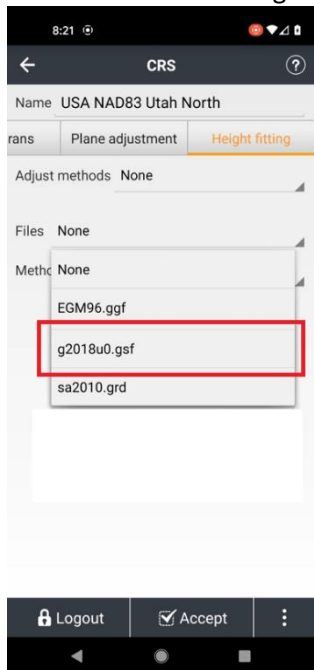 8:21
CRS
Name USA NAD83 Utah North
rans Plane adjustment Height fitting
Adjust methods None
Files None
Metho None
EGM96.ggf
g2018u0.gsf
sa2010.grd
Logout Accept